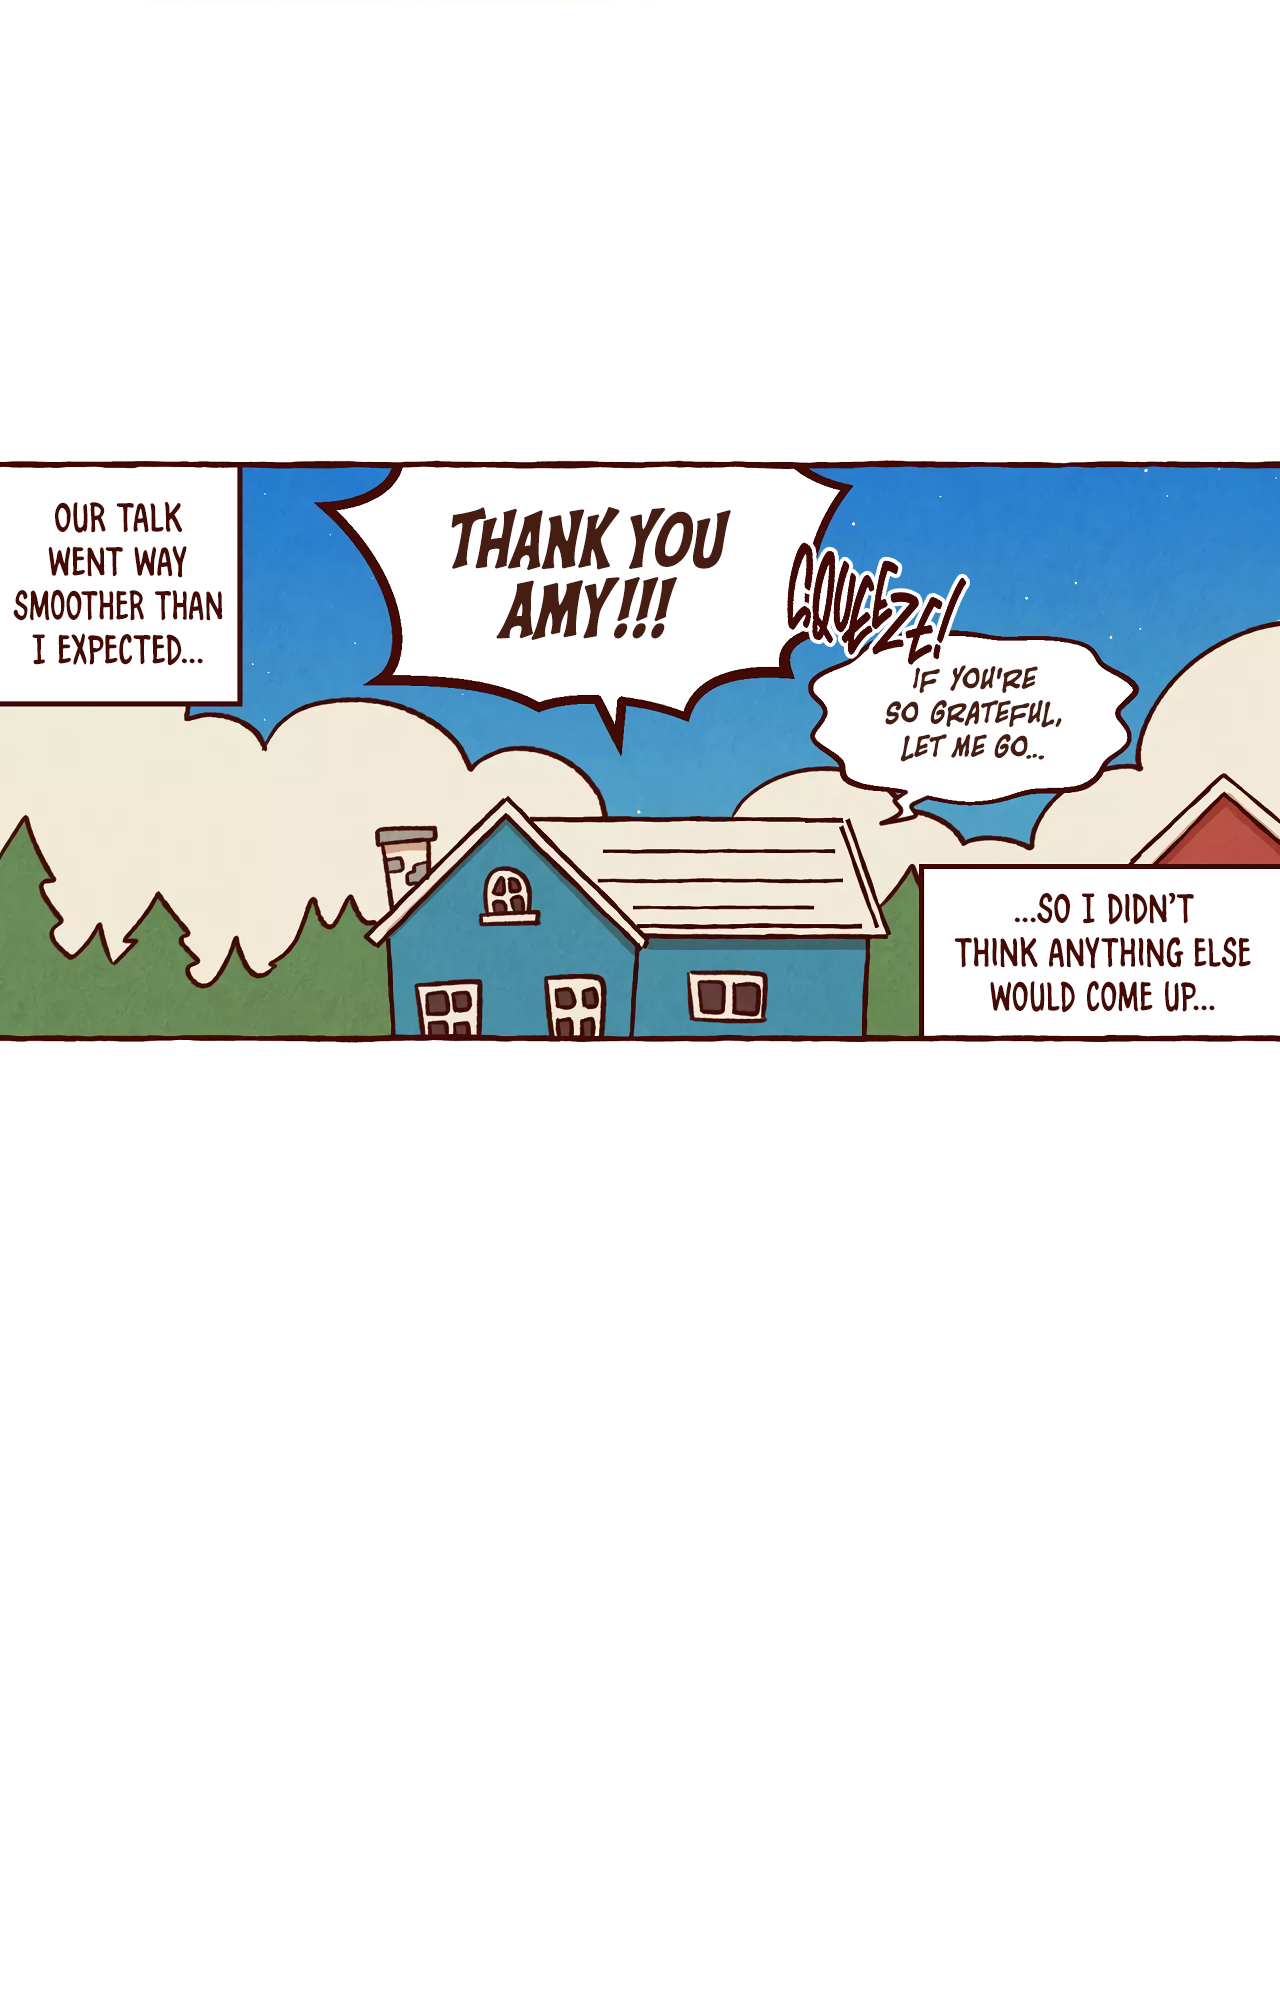 OUR TALK
WENT WAY
SMOOTHER THAN
I EXPECTED...
THANK YOU
AMY!!!
SQUEEZE!
IF YOU'RE
SO GRATEFUL,
LET ME GO...
...SO I DIDN'T
THINK ANYTHING ELSE
WOULD COME UP...